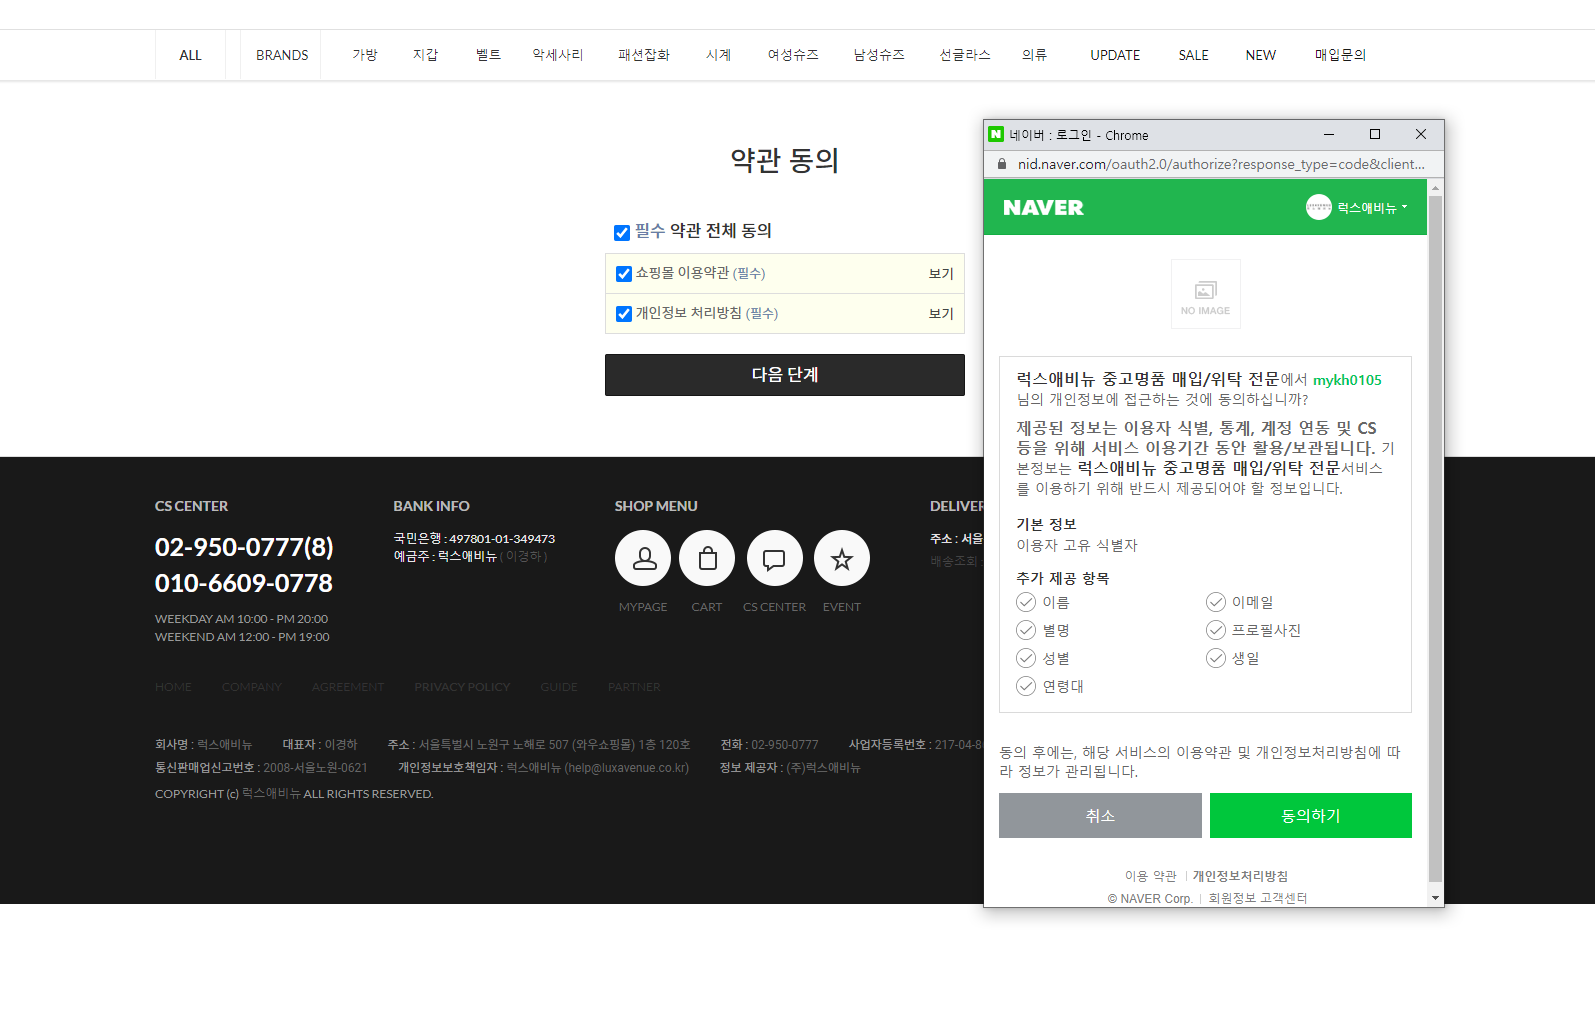 ALL BRANDS 가방 지갑 벨트 악세사리 패션잡화 시계 여성슈즈 남성슈즈 선글라스 의류 UPDATE SALE NEW 매입문의
약관 동의
필수 약관 전체 동의
쇼핑몰 이용약관 (필수) 보기
개인정보 처리방침 (필수) 보기
다음 단계
네이버 : 로그인 - Chrome
nid.naver.com/oauth2.0/authorize?response_type=code&client...
NAVER 럭스애비뉴
NO IMAGE
럭스애비뉴 중고명품 매입/위탁 전문에서 mykh0105
님의 개인정보에 접근하는 것에 동의하십니까?
제공된 정보는 이용자 식별, 통계, 계정 연동 및 CS
등을 위해 서비스 이용기간 동안 활용/보관됩니다. 기
본정보는 럭스애비뉴 중고명품 매입/위탁 전문서비스
를 이용하기 위해 반드시 제공되어야 할 정보입니다.
기본 정보
이용자 고유 식별자
추가 제공 항목
이름 이메일
별명 프로필사진
성별 생일
연령대
동의 후에는, 해당 서비스의 이용약관 및 개인정보처리방침에 따
라 정보가 관리됩니다.
취소 동의하기
이용 약관 | 개인정보처리방침
© NAVER Corp. | 회원정보 고객센터
CS CENTER
02-950-0777(8)
010-6609-0778
WEEKDAY AM 10:00 - PM 20:00
WEEKEND AM 12:00 - PM 19:00
BANK INFO
국민은행 : 497801-01-349473
예금주 : 럭스애비뉴 ( 이경하 )
SHOP MENU
MYPAGE CART CS CENTER EVENT
DELIVER
주소 : 서울
배송조회 :
HOME COMPANY AGREEMENT PRIVACY POLICY GUIDE PARTNER
회사명 : 럭스애비뉴 대표자 : 이경하 주소 : 서울특별시 노원구 노해로 507 (와우쇼핑몰) 1층 120호 전화 : 02-950-0777 사업자등록번호 : 217-04-8
통신판매업신고번호 : 2008-서울노원-0621 개인정보보호책임자 : 럭스애비뉴 (help@luxavenue.co.kr) 정보 제공자 : (주)럭스애비뉴
COPYRIGHT (c) 럭스애비뉴 ALL RIGHTS RESERVED.